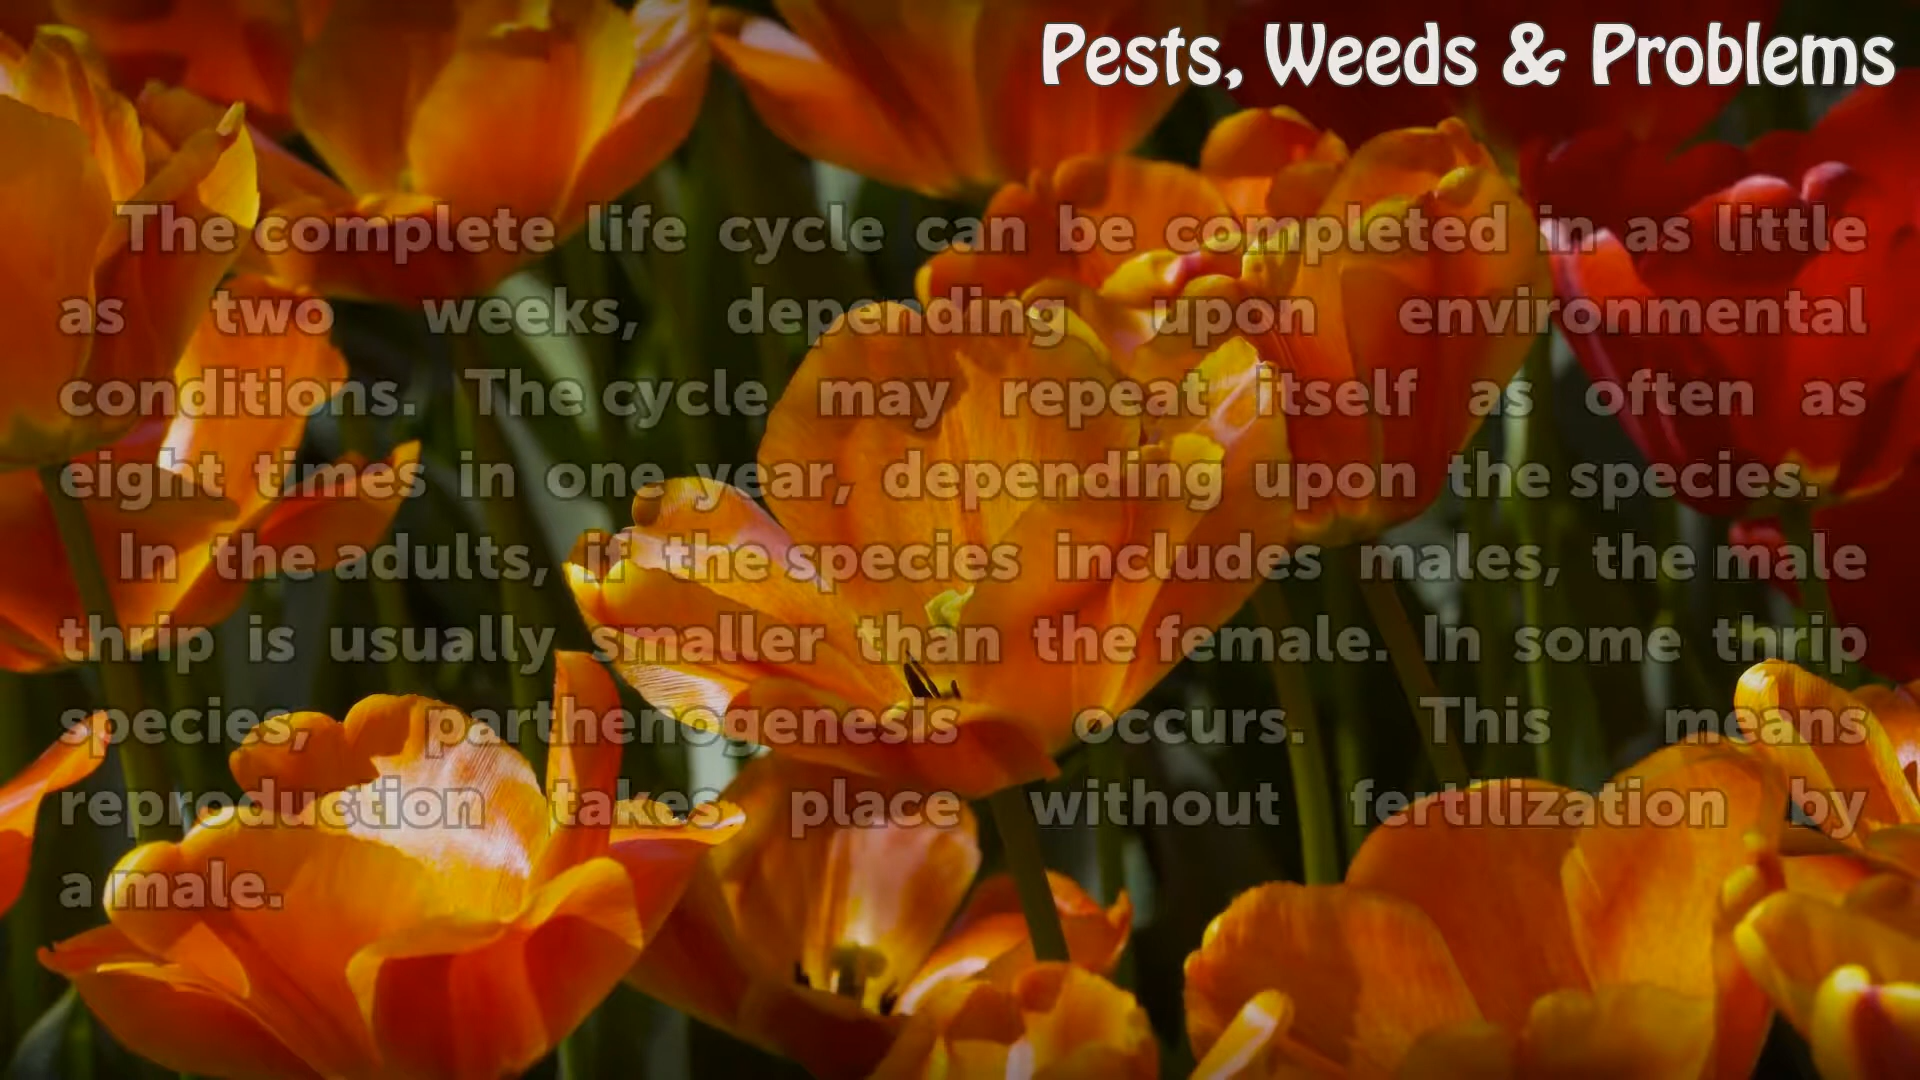 Pests, Weeds & Problems
The complete life cycle can be completed in as little
as two weeks, depending upon environmental
conditions. The cycle may repeat itself as often as
eight times in one year, depending upon the species.
In the adults, if the species includes males, the male
thrip is usually smaller than the female. In some thrip
species, parthenogenesis occurs. This means
reproduction takes place without fertilization by
a male.